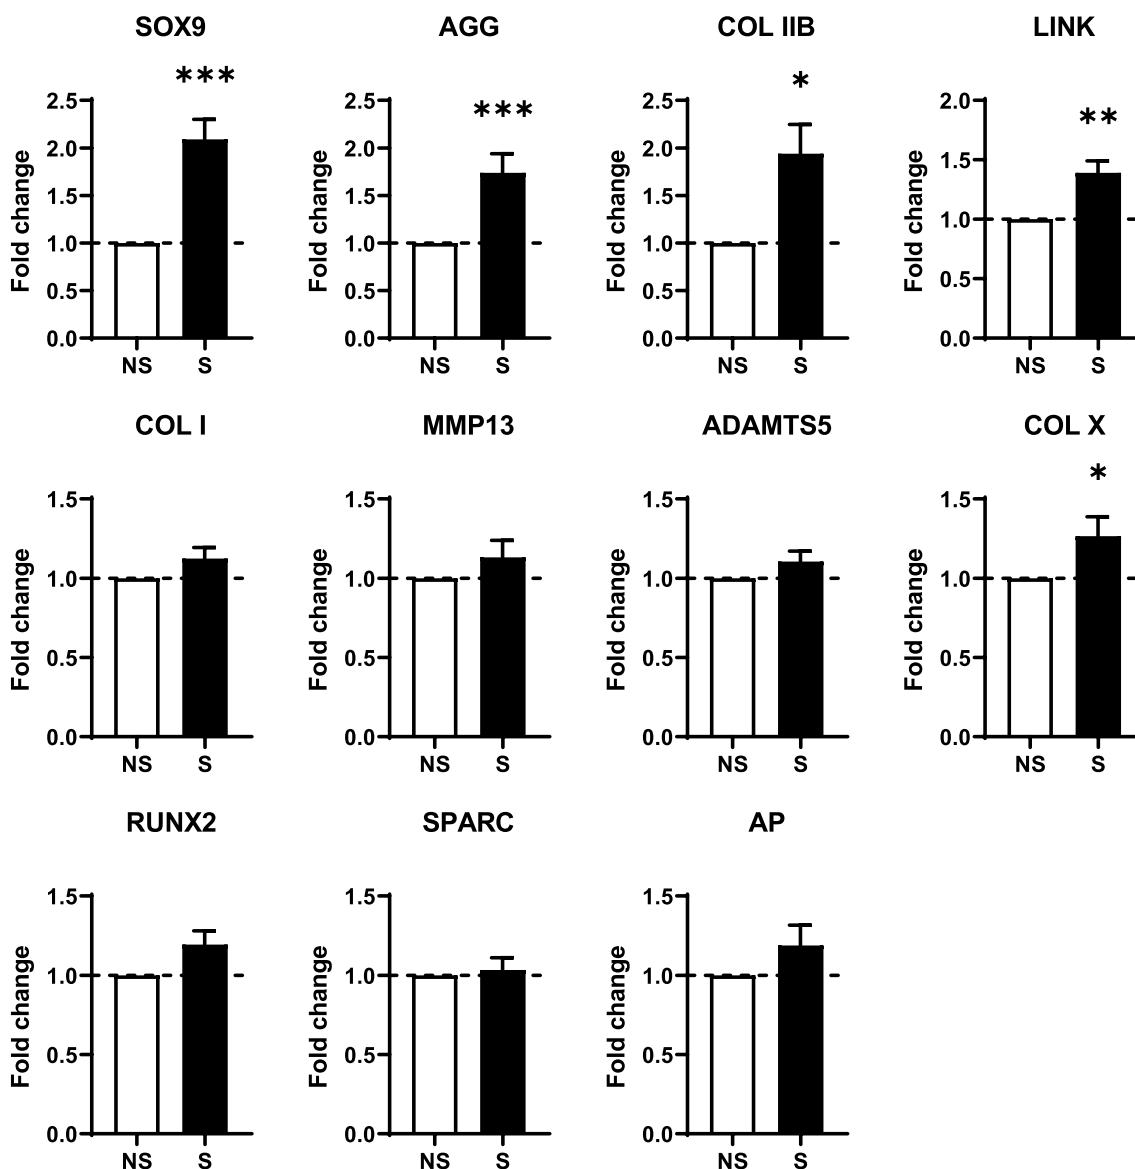 SOX9 AGG COL IIB LINK
*** *** * **
Fold change Fold change Fold change Fold change
2.5 2.5 2.5 2.0
2.0 2.0 2.0 1.5
1.5 1.5 1.5 1.0
1.0 1.0 1.0 0.5
0.5 0.5 0.5 0.0
0.0 0.0 0.0
NS S NS S NS S NS S
COL I MMP13 ADAMTS5 COL X
*
Fold change Fold change Fold change Fold change
1.5 1.5 1.5 1.5
1.0 1.0 1.0 1.0
0.5 0.5 0.5 0.5
0.0 0.0 0.0 0.0
NS S NS S NS S NS S
RUNX2 SPARC AP
Fold change Fold change Fold change
1.5 1.5 1.5
1.0 1.0 1.0
0.5 0.5 0.5
0.0 0.0 0.0
NS S NS S NS S